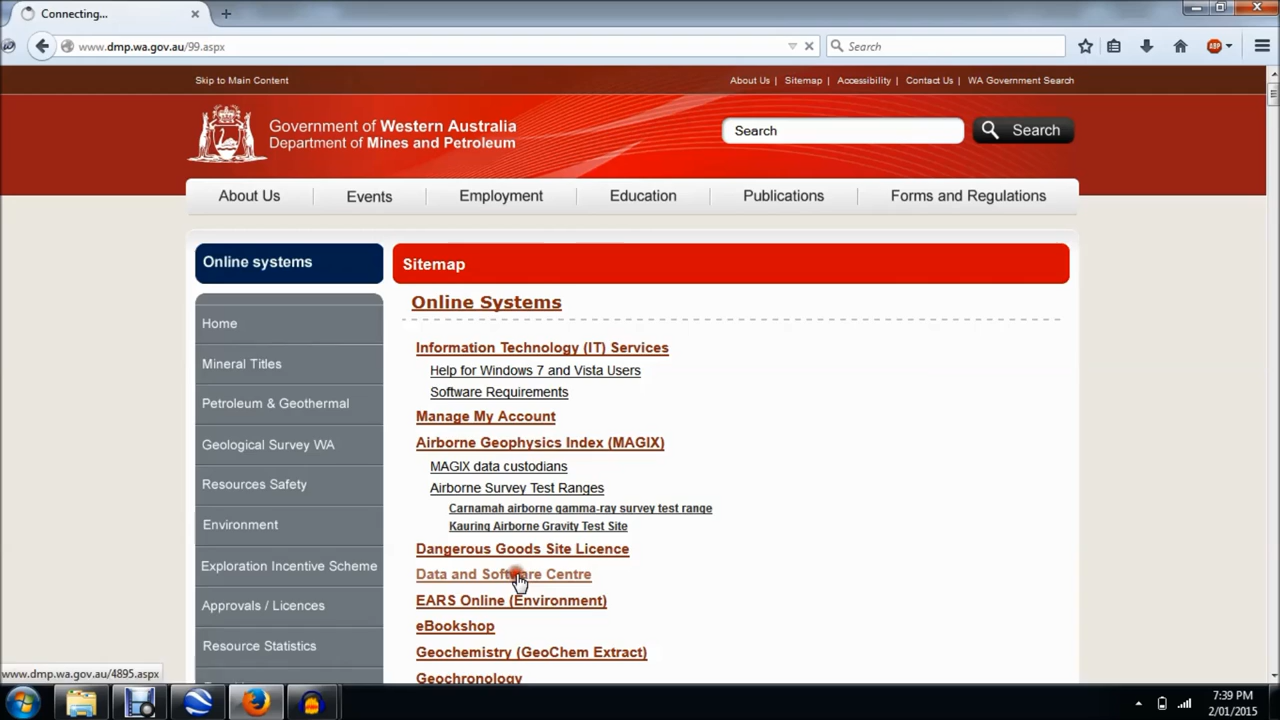 Connecting...
www.dmp.wa.gov.au/99.aspx
Search
ABP
Skip to Main Content
About Us | Sitemap | Accessibility | Contact Us | WA Government Search
Government of Western Australia
Department of Mines and Petroleum
Search
Search
About Us
Events
Employment
Education
Publications
Forms and Regulations
Online systems
Home
Mineral Titles
Petroleum & Geothermal
Geological Survey WA
Resources Safety
Environment
Exploration Incentive Scheme
Approvals / Licences
Resource Statistics
Sitemap
Online Systems
Information Technology (IT) Services
Help for Windows 7 and Vista Users
Software Requirements
Manage My Account
Airborne Geophysics Index (MAGIX)
MAGIX data custodians
Airborne Survey Test Ranges
Carnamah airborne gamma-ray survey test range
Kauring Airborne Gravity Test Site
Dangerous Goods Site Licence
Data and Software Centre
EARS Online (Environment)
eBookshop
Geochemistry (GeoChem Extract)
Geochronology
www.dmp.wa.gov.au/4895.aspx
7:39 PM
2/01/2015